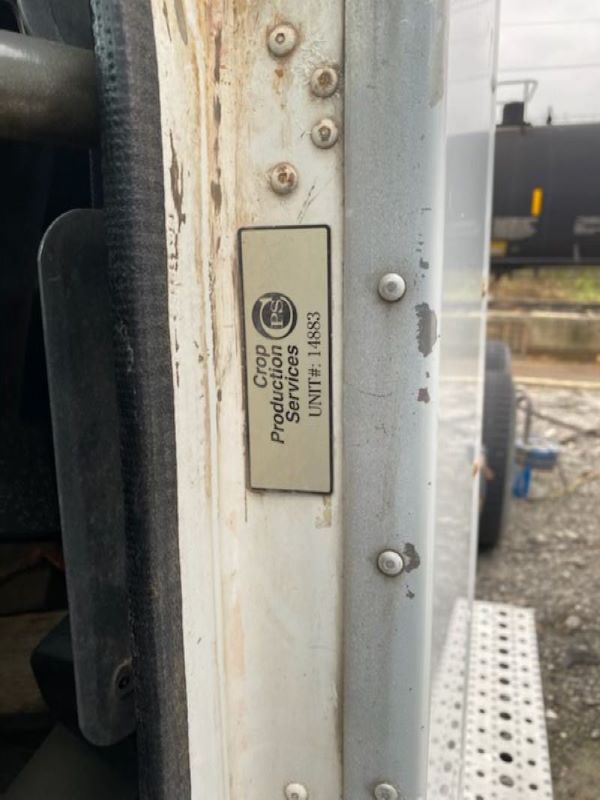 CPS
Crop
Production
Services
UNIT#: 14883